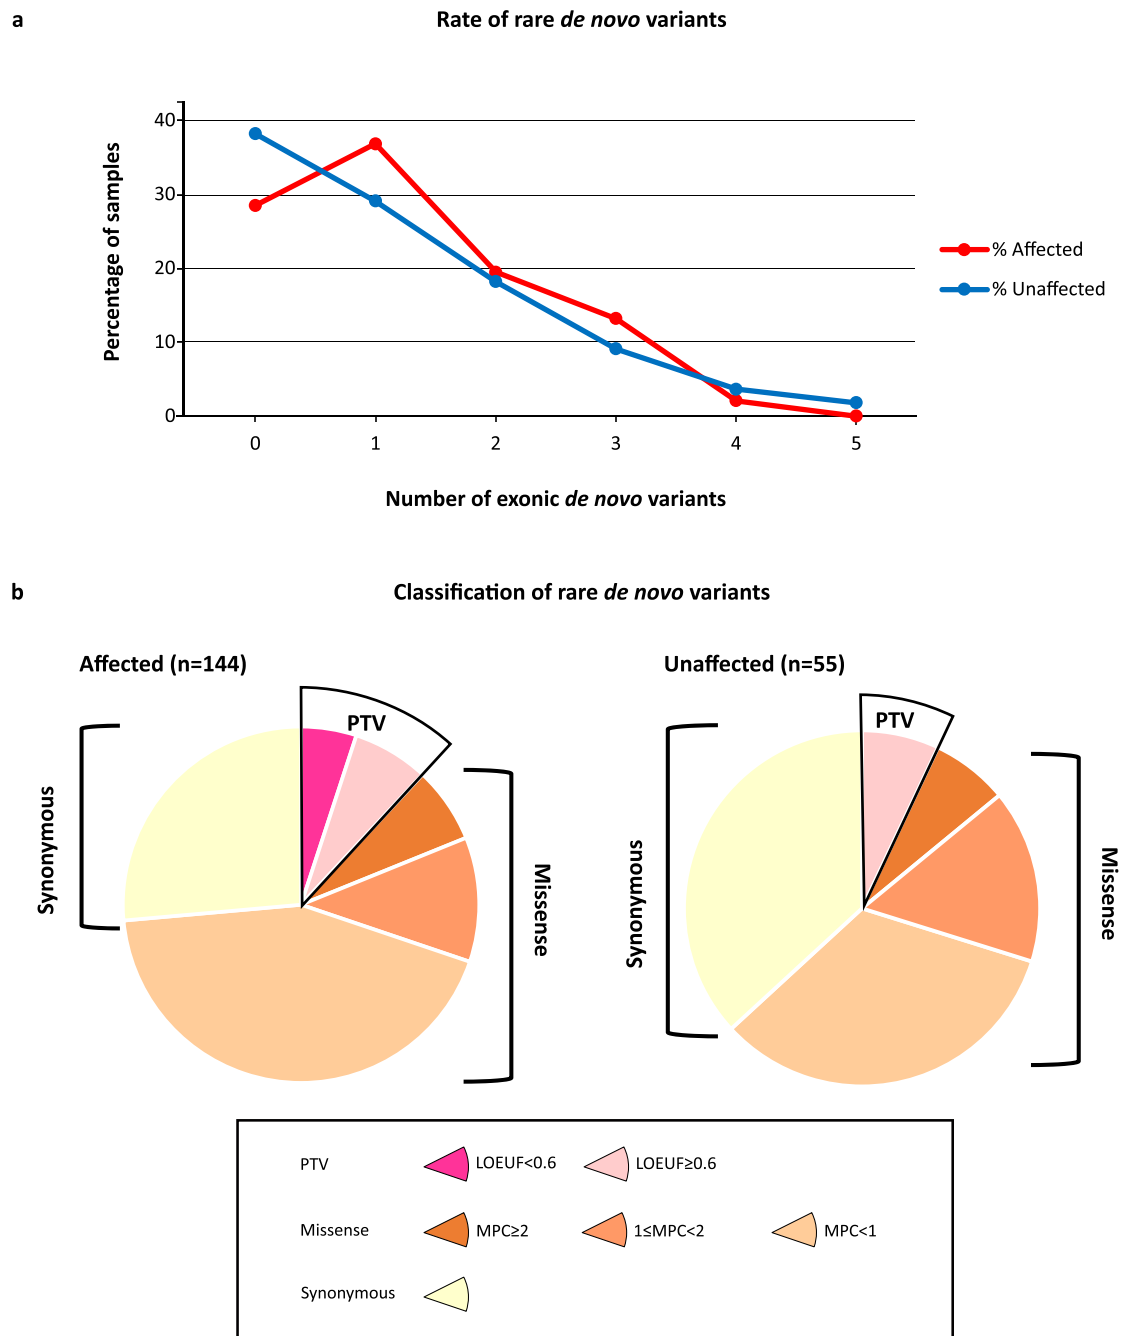 a
Rate of rare de novo variants
Percentage of samples
40
30
20
10
0
0 1 2 3 4 5
Number of exonic de novo variants
% Affected
% Unaffected
b
Classification of rare de novo variants
Affected (n=144)
PTV
Synonymous
Missense
Unaffected (n=55)
PTV
Synonymous
Missense
PTV LOEUF<0.6 LOEUF≥0.6
Missense MPC≥2 1≤MPC<2 MPC<1
Synonymous